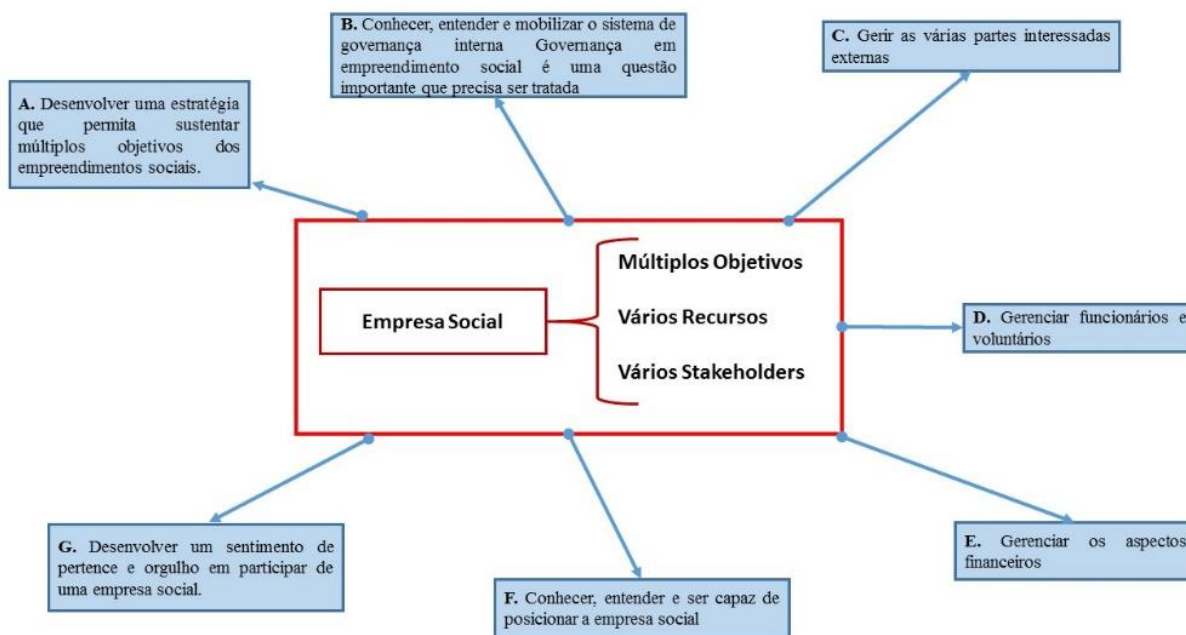 A. Desenvolver uma estratégia
que permita sustentar
múltiplos objetivos dos
empreendimentos sociais.
B. Conhecer, entender e mobilizar o sistema de
governança interna Governança em
empreendimento social é uma questão
importante que precisa ser tratada
C. Gerir as várias partes interessadas
externas
Empresa Social
Múltiplos Objetivos
Vários Recursos
Vários Stakeholders
D. Gerenciar funcionários e
voluntários
E. Gerenciar os aspectos
financeiros
F. Conhecer, entender e ser capaz de
posicionar a empresa social
G. Desenvolver um sentimento de
pertence e orgulho em participar de
uma empresa social.